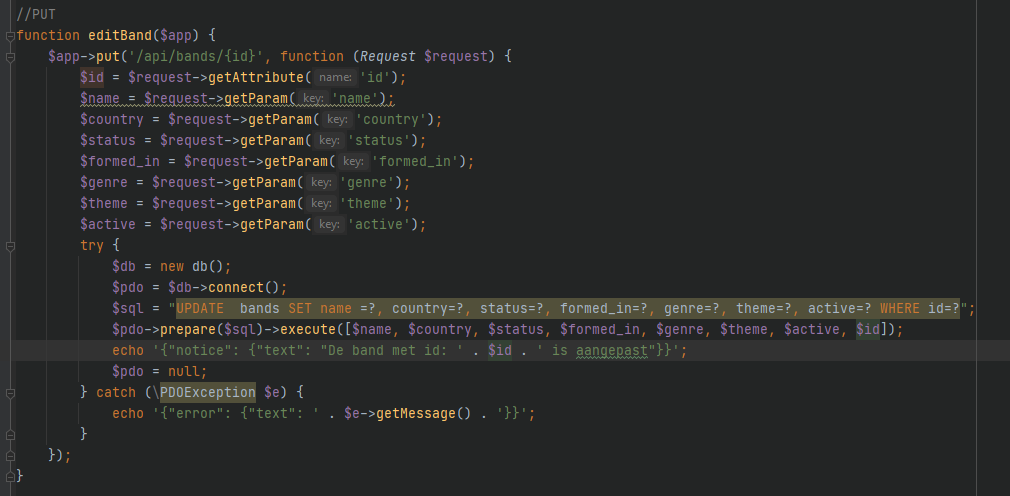 //PUT
function editBand($app) {
    $app->put('/api/bands/{id}', function (Request $request) {
        $id = $request->getAttribute( name: 'id');
        $name = $request->getParam( key: 'name');
        $country = $request->getParam( key: 'country');
        $status = $request->getParam( key: 'status');
        $formed_in = $request->getParam( key: 'formed_in');
        $genre = $request->getParam( key: 'genre');
        $theme = $request->getParam( key: 'theme');
        $active = $request->getParam( key: 'active');
        try {
            $db = new db();
            $pdo = $db->connect();
            $sql = "UPDATE  bands SET name =?, country=?, status=?, formed_in=?, genre=?, theme=?, active=? WHERE id=?";
            $pdo->prepare($sql)->execute([$name, $country, $status, $formed_in, $genre, $theme, $active, $id]);
            echo '{"notice": {"text": "De band met id: ' . $id . ' is aangepast"}}';
            $pdo = null;
        } catch (\PDOException $e) {
            echo '{"error": {"text": ' . $e->getMessage() . '}}';
        }
    });
}